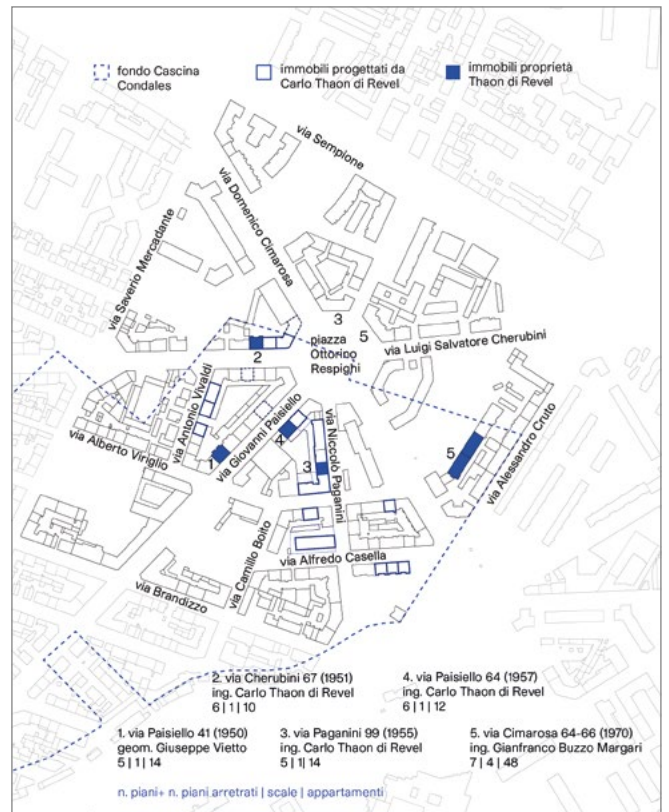 fondo Cascina
Condales
immobili progettati da
Carlo Thaon di Revel
immobili proprietà
Thaon di Revel
via Sempione
via Domenico Cimarosa
via Saverio Mercadante
3
5
piazza
Ottorino
Respighi
via Luigi Salvatore Cherubini
2
via Antonio Vivaldi
via Alberto Viriglio
via Giovanni Paisiello
4
1
via Niccolò Paganini
3
5
via Alessandro Cruto
via Camillo Boito
via Alfredo Casella
via Brandizzo
2. via Cherubini 67 (1951)
ing. Carlo Thaon di Revel
6 | 1 | 10
4. via Paisiello 64 (1957)
ing. Carlo Thaon di Revel
6 | 1 | 12
1. via Paisiello 41 (1950)
geom. Giuseppe Vietto
5 | 1 | 14
3. via Paganini 99 (1955)
ing. Carlo Thaon di Revel
5 | 1| 14
5. via Cimarosa 64-66 (1970)
ing. Gianfranco Buzzo Margari
7 | 4 | 48
n. piani+ n. piani arretrati | scale | appartamenti